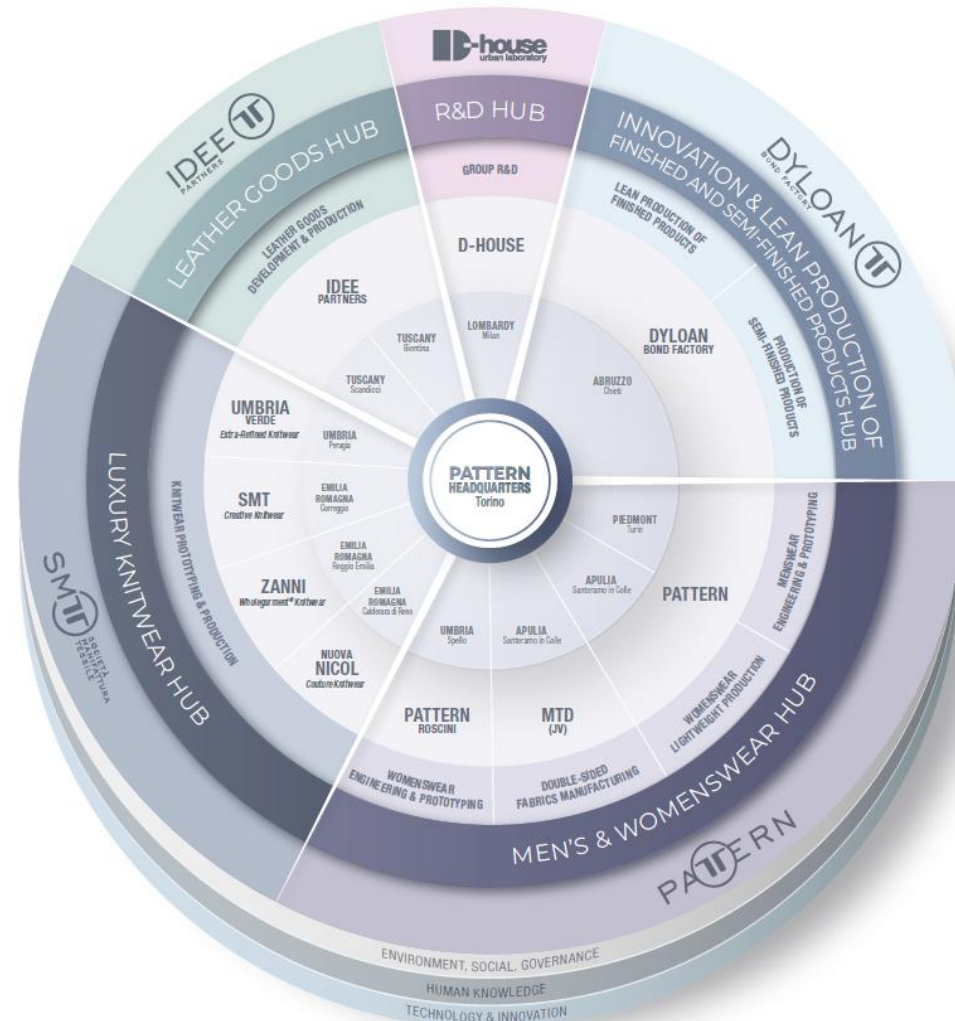 D-house
urban laboratory
R&D HUB
GROUP R&D
D-HOUSE
LOMBARDY
Milan
DYLOAN
BOND FACTORY
INNOVATION & LEAN PRODUCTION OF
FINISHED AND SEMI-FINISHED PRODUCTS HUB
LEAN PRODUCTION OF
FINISHED PRODUCTS
PRODUCTION OF
SEMI-FINISHED PRODUCTS
DYLOAN
BOND FACTORY
ABRUZZO
Chieti
PATTERN
HEADQUARTERS
Torino
PATTERN
MEN'S & WOMENSWEAR HUB
MENSWEAR
ENGINEERING & PROTOTYPING
WOMENSWEAR
LIGHTWEIGHT PRODUCTION
DOUBLE-SIDED
FABRICS MANUFACTURING
WOMENSWEAR
ENGINEERING & PROTOTYPING
PATTERN
MTD
(JV)
PATTERN
ROSCINI
PIEDMONT
Turin
APULIA
Santeramo in Colle
APULIA
Santeramo in Colle
UMBRIA
Spello
SMT
SOCIETÀ
MANIFATTURA
TESSILE
LUXURY KNITWEAR HUB
KNITWEAR PROTOTYPING & PRODUCTION
NUOVA
NICOL
Couture Knitwear
ZANNI
Wholegarment® Knitwear
SMT
Creative Knitwear
UMBRIA
VERDE
Extra-Refined Knitwear
EMILIA
ROMAGNA
Calderara di Reno
EMILIA
ROMAGNA
Reggio Emilia
EMILIA
ROMAGNA
Correggio
UMBRIA
Perugia
IDEE
PARTNERS
LEATHER GOODS HUB
LEATHER GOODS
DEVELOPMENT & PRODUCTION
IDEE
PARTNERS
TUSCANY
Scandicci
TUSCANY
Bientina
ENVIRONMENT, SOCIAL, GOVERNANCE
HUMAN KNOWLEDGE
TECHNOLOGY & INNOVATION